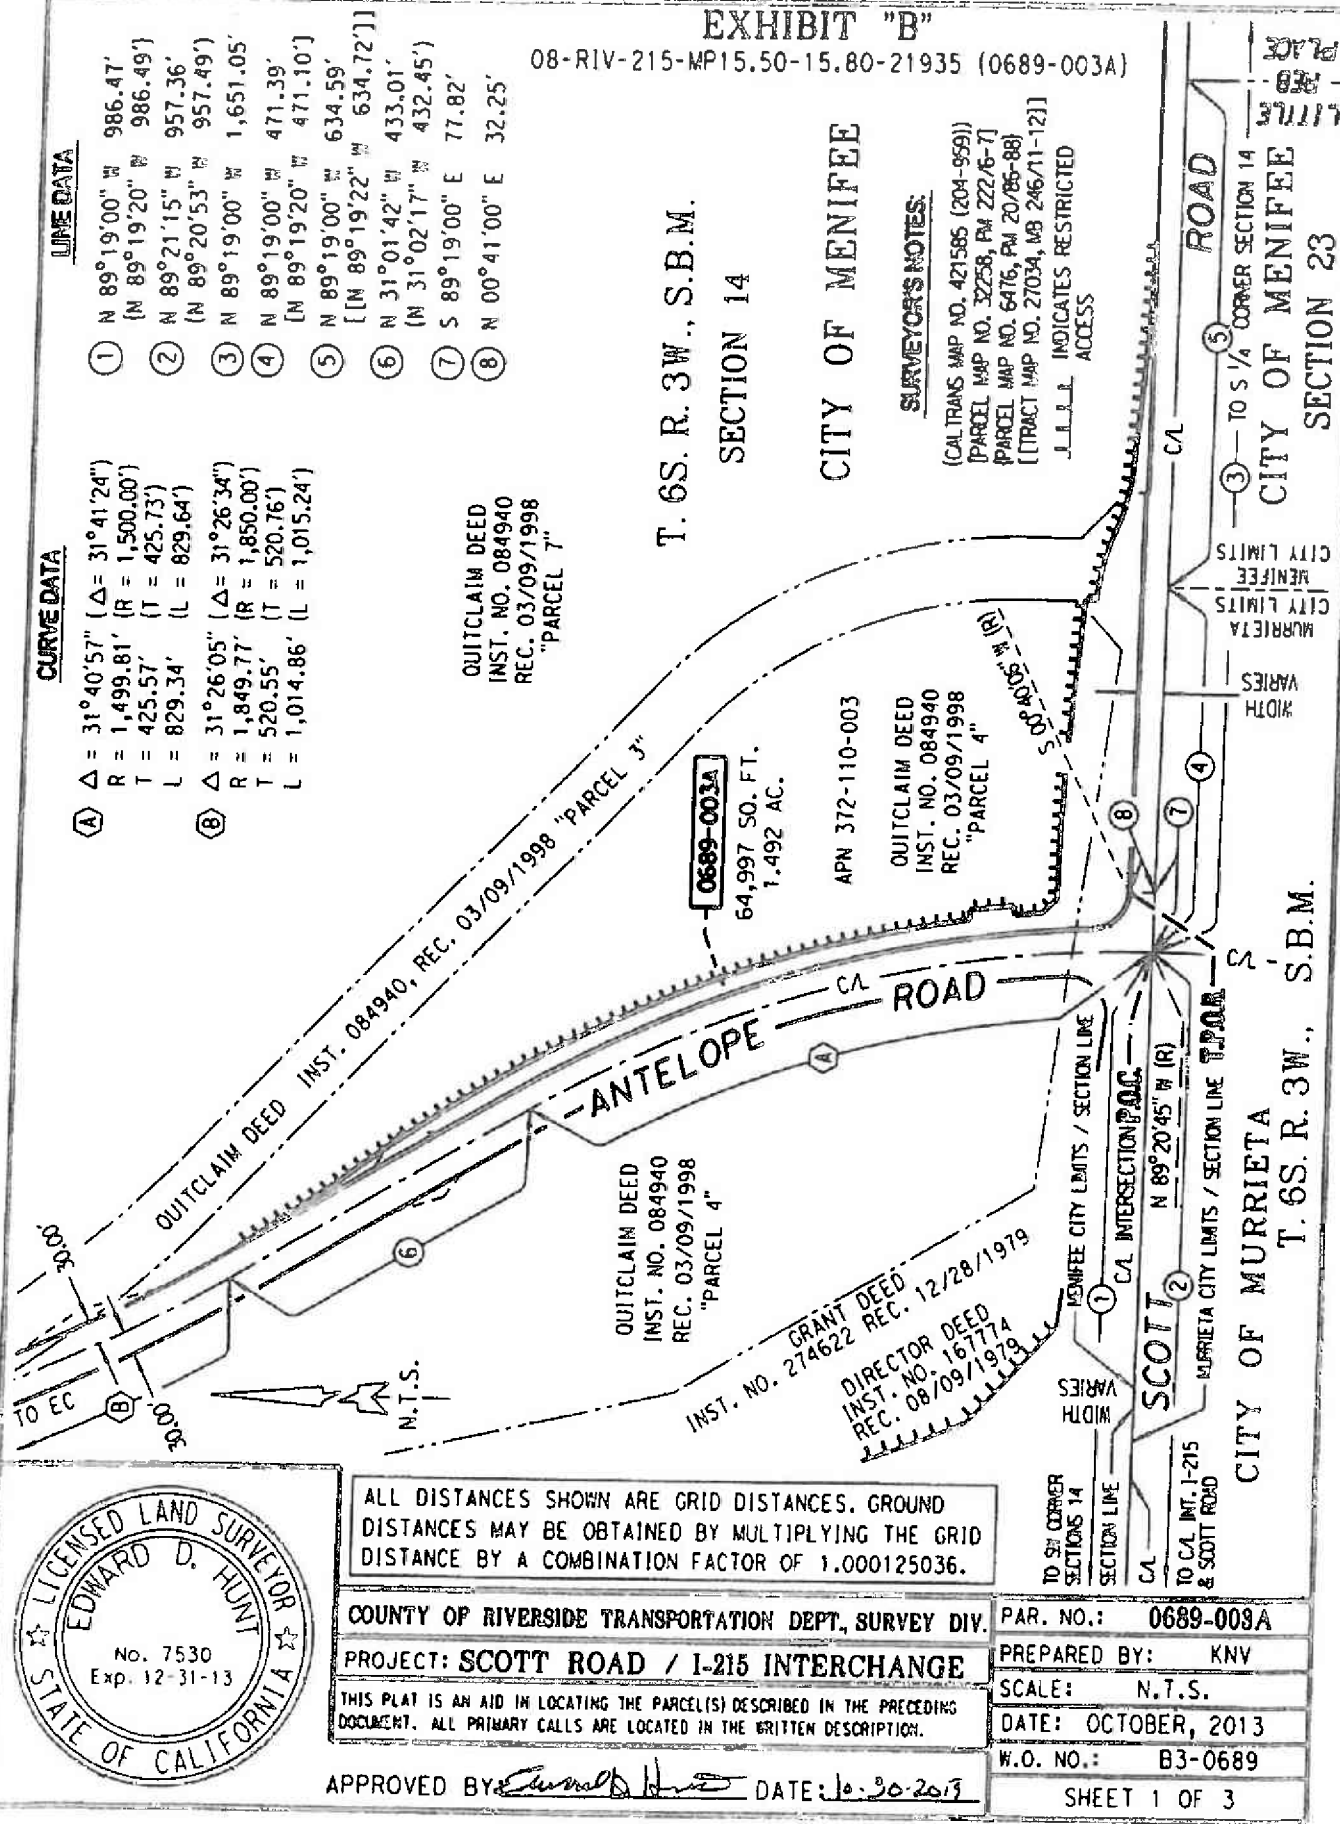 EXHIBIT "B"
08-RIV-215-MP15.50-15.80-21935 (0689-003A)
LINE DATA
1 N 89°19'00" W 986.47'
(N 89°19'20" W 986.49')
2 N 89°21'15" W 957.36'
(N 89°20'53" W 957.49')
3 N 89°19'00" W 1,651.05'
4 N 89°19'00" W 471.39'
[N 89°19'20" W 471.10']
5 N 89°19'00" W 634.59'
[[N 89°19'22" W 634.72']]
6 N 31°01'42" W 433.01'
(N 31°02'17" W 432.45')
7 S 89°19'00" E 77.82'
8 N 00°41'00" E 32.25'
CURVE DATA
A Δ = 31°40'57" (Δ = 31°41'24")
R = 1,499.81' (R = 1,500.00')
T = 425.57' (T = 425.73')
L = 829.34' (L = 829.64')
B Δ = 31°26'05" (Δ = 31°26'34")
R = 1,849.77' (R = 1,850.00')
T = 520.55' (T = 520.76')
L = 1,014.86' (L = 1,015.24')
QUITCLAIM DEED
INST. NO. 084940
REC. 03/09/1998
"PARCEL 7"
T. 6S. R. 3W., S.B.M.
SECTION 14
CITY OF MENIFEE
SURVEYOR'S NOTES:
(CALTRANS MAP NO. 421585 (204-959))
[PARCEL MAP NO. 32258, PM 222/6-7]
{PARCEL MAP NO. 6476, PM 20/86-88}
[[TRACT MAP NO. 27034, MB 246/11-12]]
INDICATES RESTRICTED
ACCESS
QUITCLAIM DEED INST. 084940, REC. 03/09/1998 "PARCEL 3"
0689-003A
64,997 SQ. FT.
1.492 AC.
APN 372-110-003
QUITCLAIM DEED
INST. NO. 084940
REC. 03/09/1998
"PARCEL 4"
S 00°40'06" W (R)
ANTELOPE ROAD
C/L
A
QUITCLAIM DEED
INST. NO. 084940
REC. 03/09/1998
"PARCEL 4"
6
30.00'
30.00'
TO EC
B
N.T.S.
GRANT DEED
INST. NO. 274622 REC. 12/28/1979
DIRECTOR DEED
INST. NO. 167774
REC. 08/09/1979
MENIFEE CITY LIMITS / SECTION LINE
1
C/L INTERSECTION P.O.C.
N 89°20'45" W (R)
SCOTT
2
MURRIETA CITY LIMITS / SECTION LINE T.P.O.B.
WIDTH
VARIES
TO SW CORNER
SECTIONS 14
SECTION LINE
C/L
TO C/L INT. I-215
& SCOTT ROAD
CITY OF MURRIETA
T. 6S. R. 3W., S.B.M.
C/L
8
7
4
WIDTH
VARIES
MURRIETA
CITY LIMITS
MENIFEE
CITY LIMITS
C/L
ROAD
5
3 TO S 1/4 CORNER SECTION 14
CITY OF MENIFEE
SECTION 23
LITTLE
REB
PLACE
LICENSED LAND SURVEYOR
EDWARD D. HUNT
No. 7530
Exp. 12-31-13
STATE OF CALIFORNIA
ALL DISTANCES SHOWN ARE GRID DISTANCES. GROUND
DISTANCES MAY BE OBTAINED BY MULTIPLYING THE GRID
DISTANCE BY A COMBINATION FACTOR OF 1.000125036.
COUNTY OF RIVERSIDE TRANSPORTATION DEPT., SURVEY DIV.
PROJECT: SCOTT ROAD / I-215 INTERCHANGE
THIS PLAT IS AN AID IN LOCATING THE PARCEL(S) DESCRIBED IN THE PRECEDING
DOCUMENT. ALL PRIMARY CALLS ARE LOCATED IN THE WRITTEN DESCRIPTION.
APPROVED BY: DATE: 10-30-2013
PAR. NO.: 0689-003A
PREPARED BY: KNV
SCALE: N.T.S.
DATE: OCTOBER, 2013
W.O. NO.: B3-0689
SHEET 1 OF 3